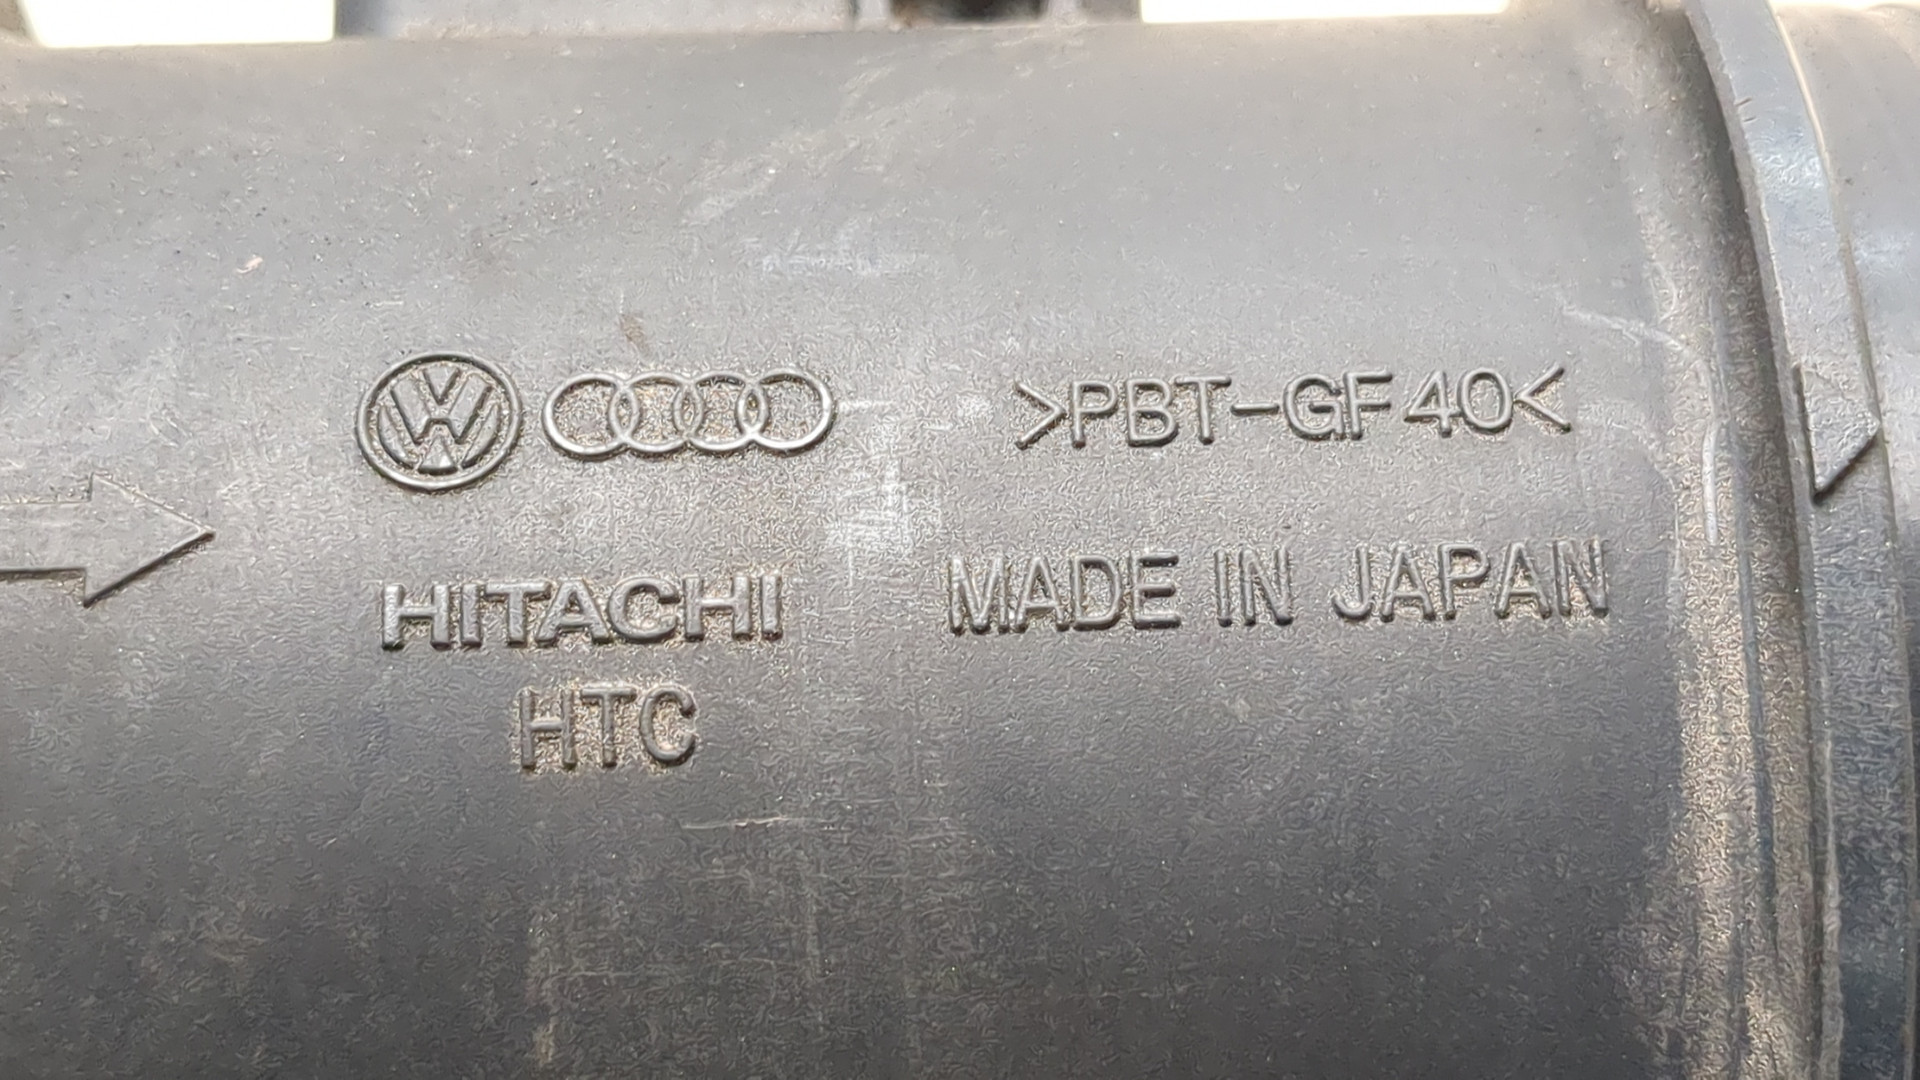 >PBT-GF40<
HITACHI
MADE IN JAPAN
HTC